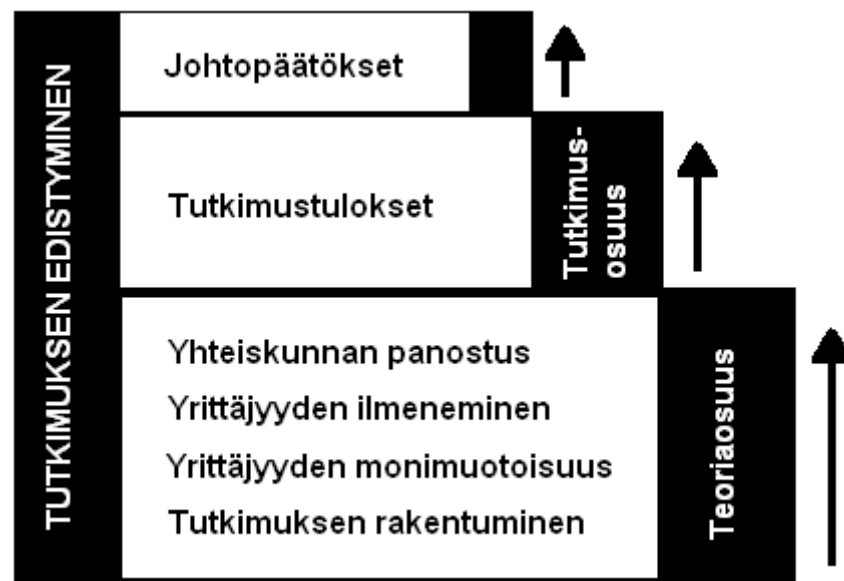 TUTKIMUKSEN EDISTYMINEN
Johtopäätökset
Tutkimustulokset
Tutkimus-
osuus
Yhteiskunnan panostus
Yrittäjyyden ilmeneminen
Yrittäjyyden monimuotoisuus
Tutkimuksen rakentuminen
Teoriaosuus